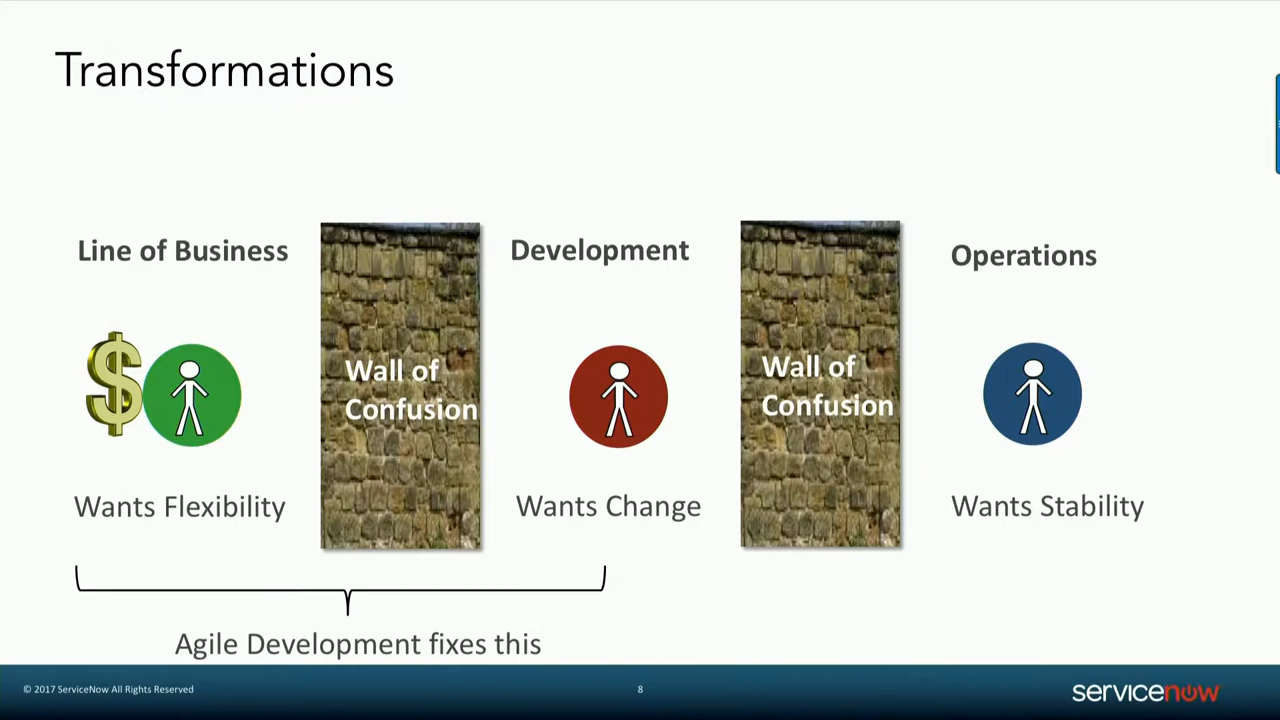 Transformations
Line of Business
Development
Operations
Wall of
Confusion
Wall of
Confusion
Wants Flexibility
Wants Change
Wants Stability
Agile Development fixes this
© 2017 ServiceNow All Rights Reserved
8
servicenow